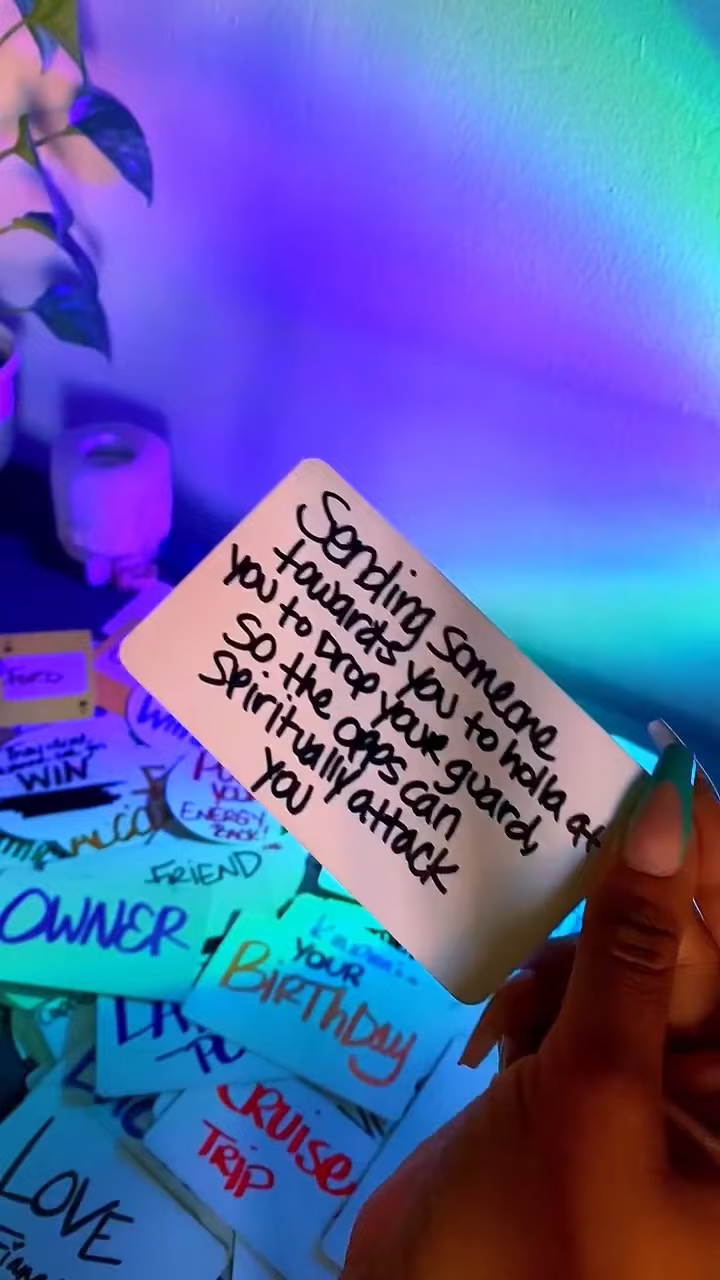 Sending someone
towards you to holla at
you to Drop your guard,
so the opps can
spiritually attack
you
WIN
ENERGY
BACK!
FRIEND
OWNER
YOUR
BIRThDay
CRUISE
TRIP
LOVE